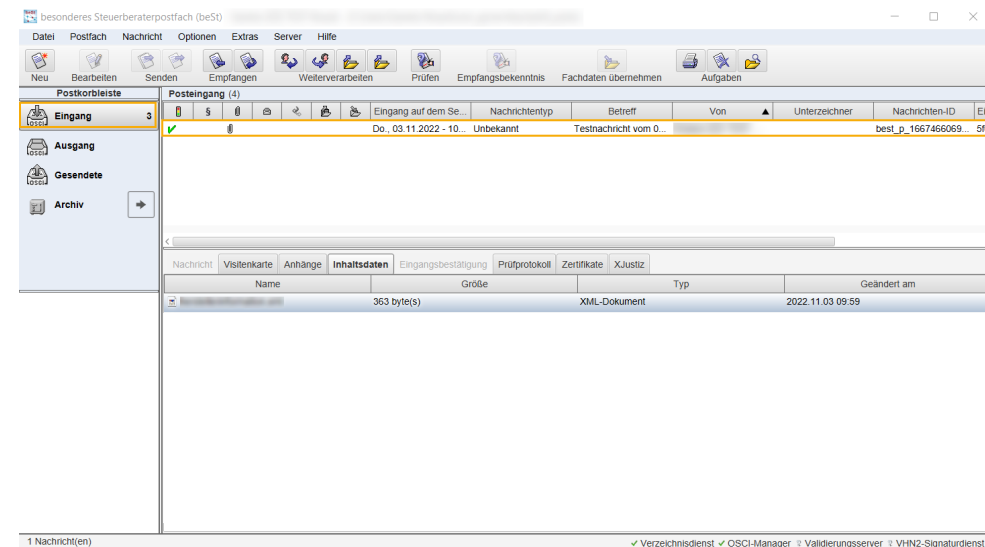 besonderes Steuerberaterpostfach (beSt)
Datei Postfach Nachricht Optionen Extras Server Hilfe
Neu Bearbeiten Senden Empfangen Weiterverarbeiten Prüfen Empfangsbekenntnis Fachdaten übernehmen Aufgaben
Postkorbleiste
Eingang 3
Ausgang
Gesendete
Archiv
Posteingang (4)
§ Eingang auf dem Se... Nachrichtentyp Betreff Von Unterzeichner Nachrichten-ID
Do., 03.11.2022 - 10... Unbekannt Testnachricht vom 0... best_p_1667466069...
Nachricht Visitenkarte Anhänge Inhaltsdaten Eingangsbestätigung Prüfprotokoll Zertifikate XJustiz
Name Größe Typ Geändert am
363 byte(s) XML-Dokument 2022.11.03 09:59
1 Nachricht(en)
Verzeichnisdienst OSCI-Manager Validierungsserver VHN2-Signaturdienst